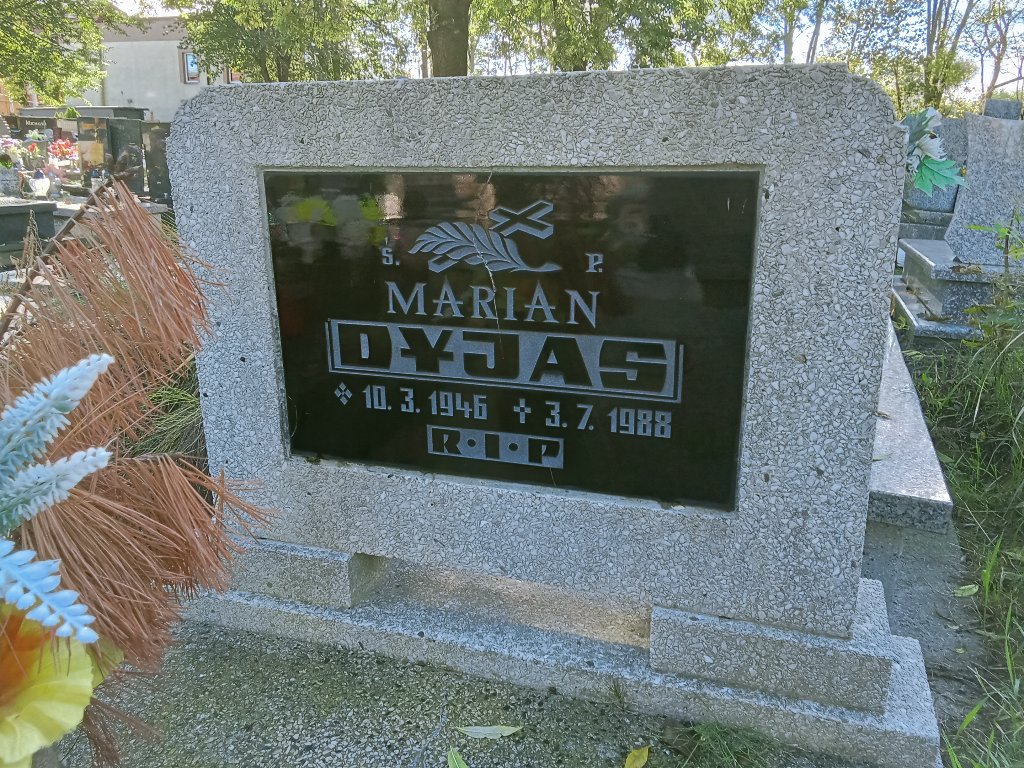 Ś. P.
MARIAN
DYJAS
10. 3. 1946 + 3. 7. 1988
R·I·P